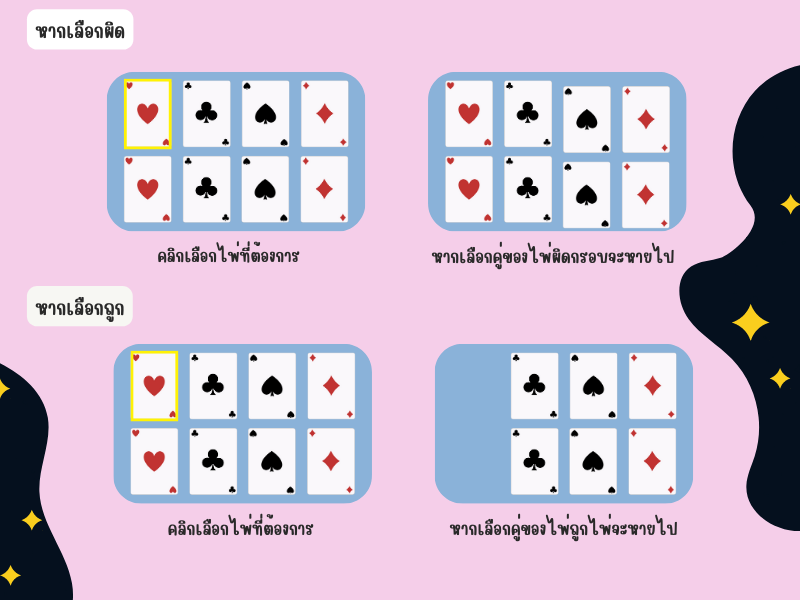 หากเลือกผิด
คลิกเลือกไพ่ที่ต้องการ
หากเลือกคู่ของไพ่ผิดกรอบจะหายไป
หากเลือกถูก
คลิกเลือกไพ่ที่ต้องการ
หากเลือกคู่ของไพ่ถูกไพ่จะหายไป